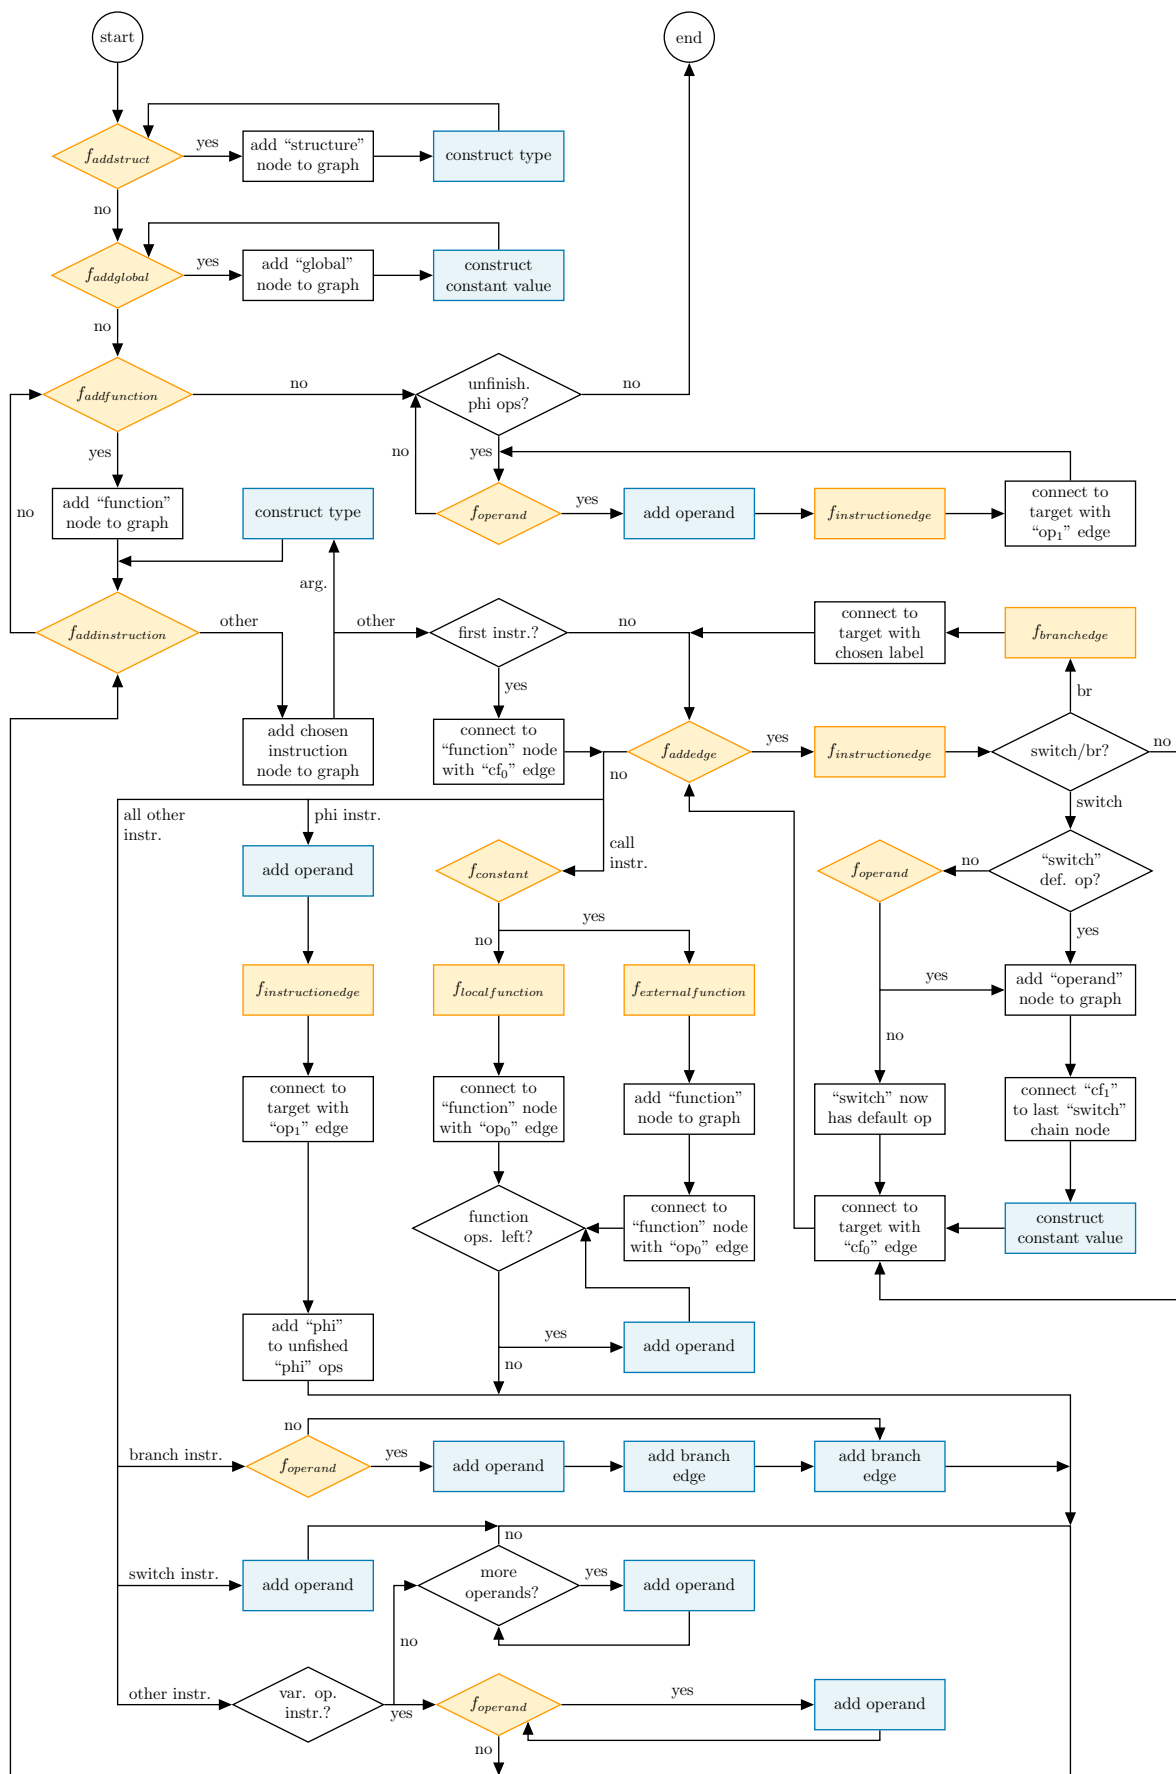 start
end
f_addstruct
yes
add “structure”
node to graph
construct type
no
f_addglobal
yes
add “global”
node to graph
construct
constant value
no
f_addfunction
no
unfinish.
phi ops?
no
yes
no
yes
no
add “function”
node to graph
construct type
f_operand
yes
add operand
f_instructionedge
connect to
target with
“op₁” edge
arg.
f_addinstruction
other
other
first instr.?
no
connect to
target with
chosen label
f_branchedge
yes
br
add chosen
instruction
node to graph
connect to
“function” node
with “cf₀” edge
no
f_addedge
yes
f_instructionedge
switch/br?
no
switch
all other
instr.
phi instr.
call
instr.
add operand
f_constant
f_operand
no
“switch”
def. op?
yes
no
yes
f_instructionedge
f_localfunction
f_externalfunction
yes
add “operand”
node to graph
no
connect to
target with
“op₁” edge
connect to
“function” node
with “op₀” edge
add “function”
node to graph
“switch” now
has default op
connect “cf₁”
to last “switch”
chain node
function
ops. left?
connect to
“function” node
with “op₀” edge
connect to
target with
“cf₀” edge
construct
constant value
add “phi”
to unfished
“phi” ops
yes
add operand
no
no
branch instr.
f_operand
yes
add operand
add branch
edge
add branch
edge
no
switch instr.
add operand
more
operands?
yes
add operand
no
other instr.
var. op.
instr.?
yes
f_operand
yes
add operand
no